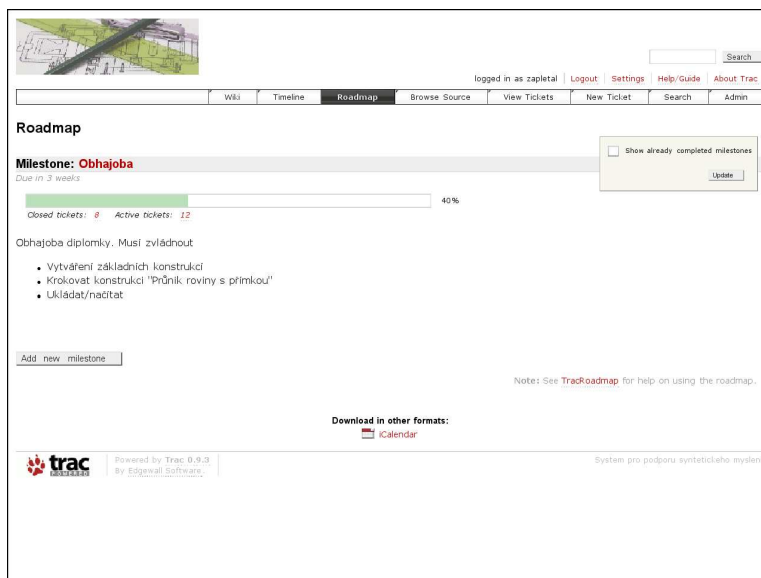 Search
logged in as zapletal Logout Settings Help/Guide About Trac
Wiki Timeline Roadmap Browse Source View Tickets New Ticket Search Admin
Roadmap
Show already completed milestones
Update
Milestone: Obhajoba
Due in 3 weeks
40%
Closed tickets: 8 Active tickets: 12
Obhajoba diplomky. Musí zvládnout
• Vytváření základních konstrukcí
• Krokovat konstrukci "Průnik roviny s přímkou"
• Ukládat/načítat
Add new milestone
Note: See TracRoadmap for help on using the roadmap.
Download in other formats:
iCalendar
trac
POWERED
Powered by Trac 0.9.3
By Edgewall Software.
System pro podporu syntetickeho myslen